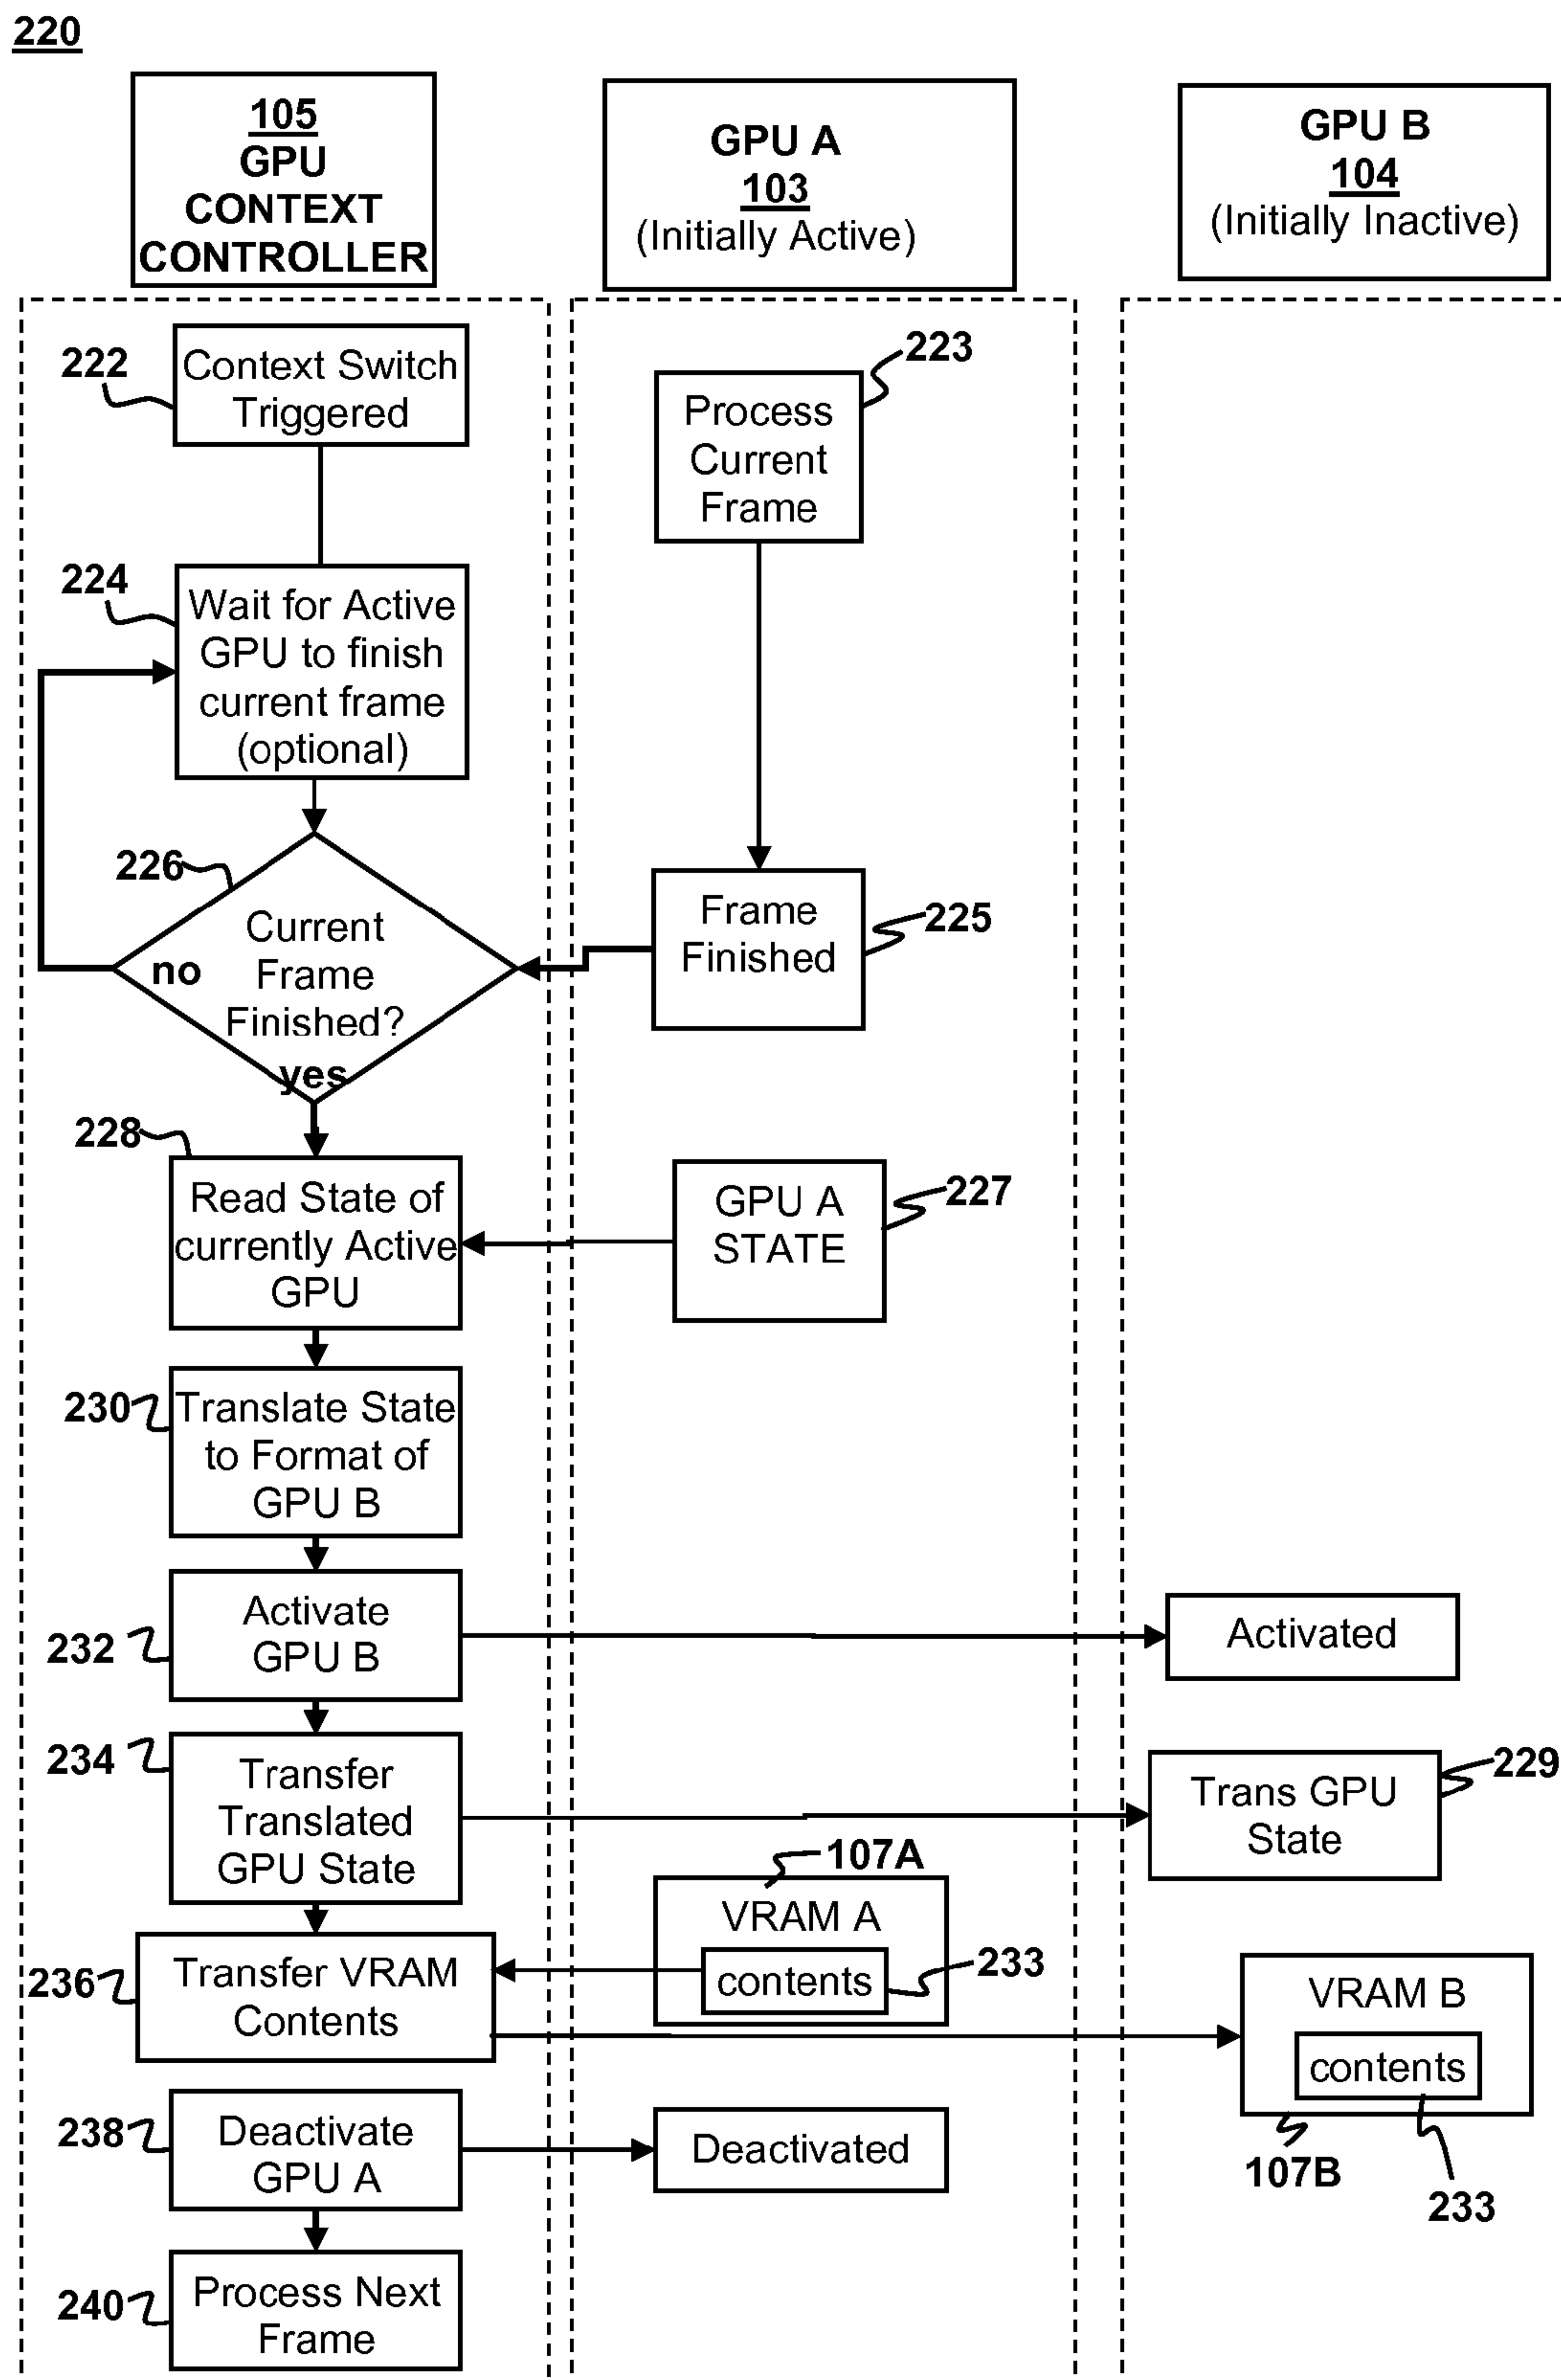 220
105
GPU
CONTEXT
CONTROLLER
GPU A
103
(Initially Active)
GPU B
104
(Initially Inactive)
222
Context Switch
Triggered
223
Process
Current
Frame
224
Wait for Active
GPU to finish
current frame
(optional)
226
Current
Frame
Finished?
no
yes
Frame
Finished
225
228
Read State of
currently Active
GPU
GPU A
STATE
227
230
Translate State
to Format of
GPU B
232
Activate
GPU B
Activated
234
Transfer
Translated
GPU State
Trans GPU
State
229
107A
VRAM A
contents
233
236
Transfer VRAM
Contents
VRAM B
contents
107B
233
238
Deactivate
GPU A
Deactivated
240
Process Next
Frame